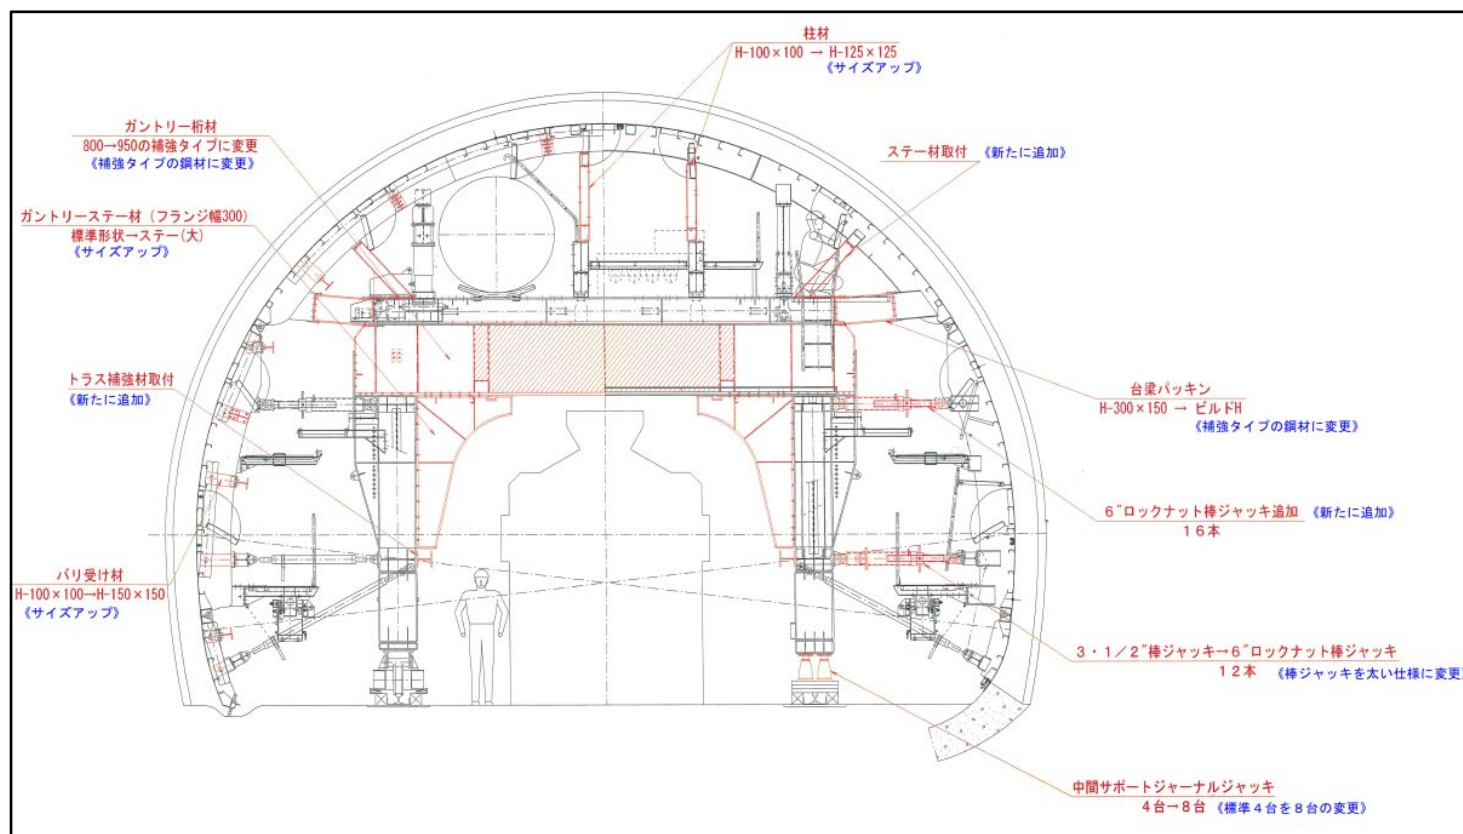 柱材
H-100×100 → H-125×125
《サイズアップ》
ガントリー桁材
800→950の補強タイプに変更
《補強タイプの鋼材に変更》
ステー材取付 《新たに追加》
ガントリーステー材（フランジ幅300）
標準形状→ステー(大)
《サイズアップ》
トラス補強材取付
《新たに追加》
台梁パッキン
H-300×150 → ビルドH
《補強タイプの鋼材に変更》
6"ロックナット棒ジャッキ追加 《新たに追加》
16本
バリ受け材
H-100×100→H-150×150
《サイズアップ》
3・1/2"棒ジャッキ→6"ロックナット棒ジャッキ
12本 《棒ジャッキを太い仕様に変更》
中間サポートジャーナルジャッキ
4台→8台 《標準4台を8台の変更》